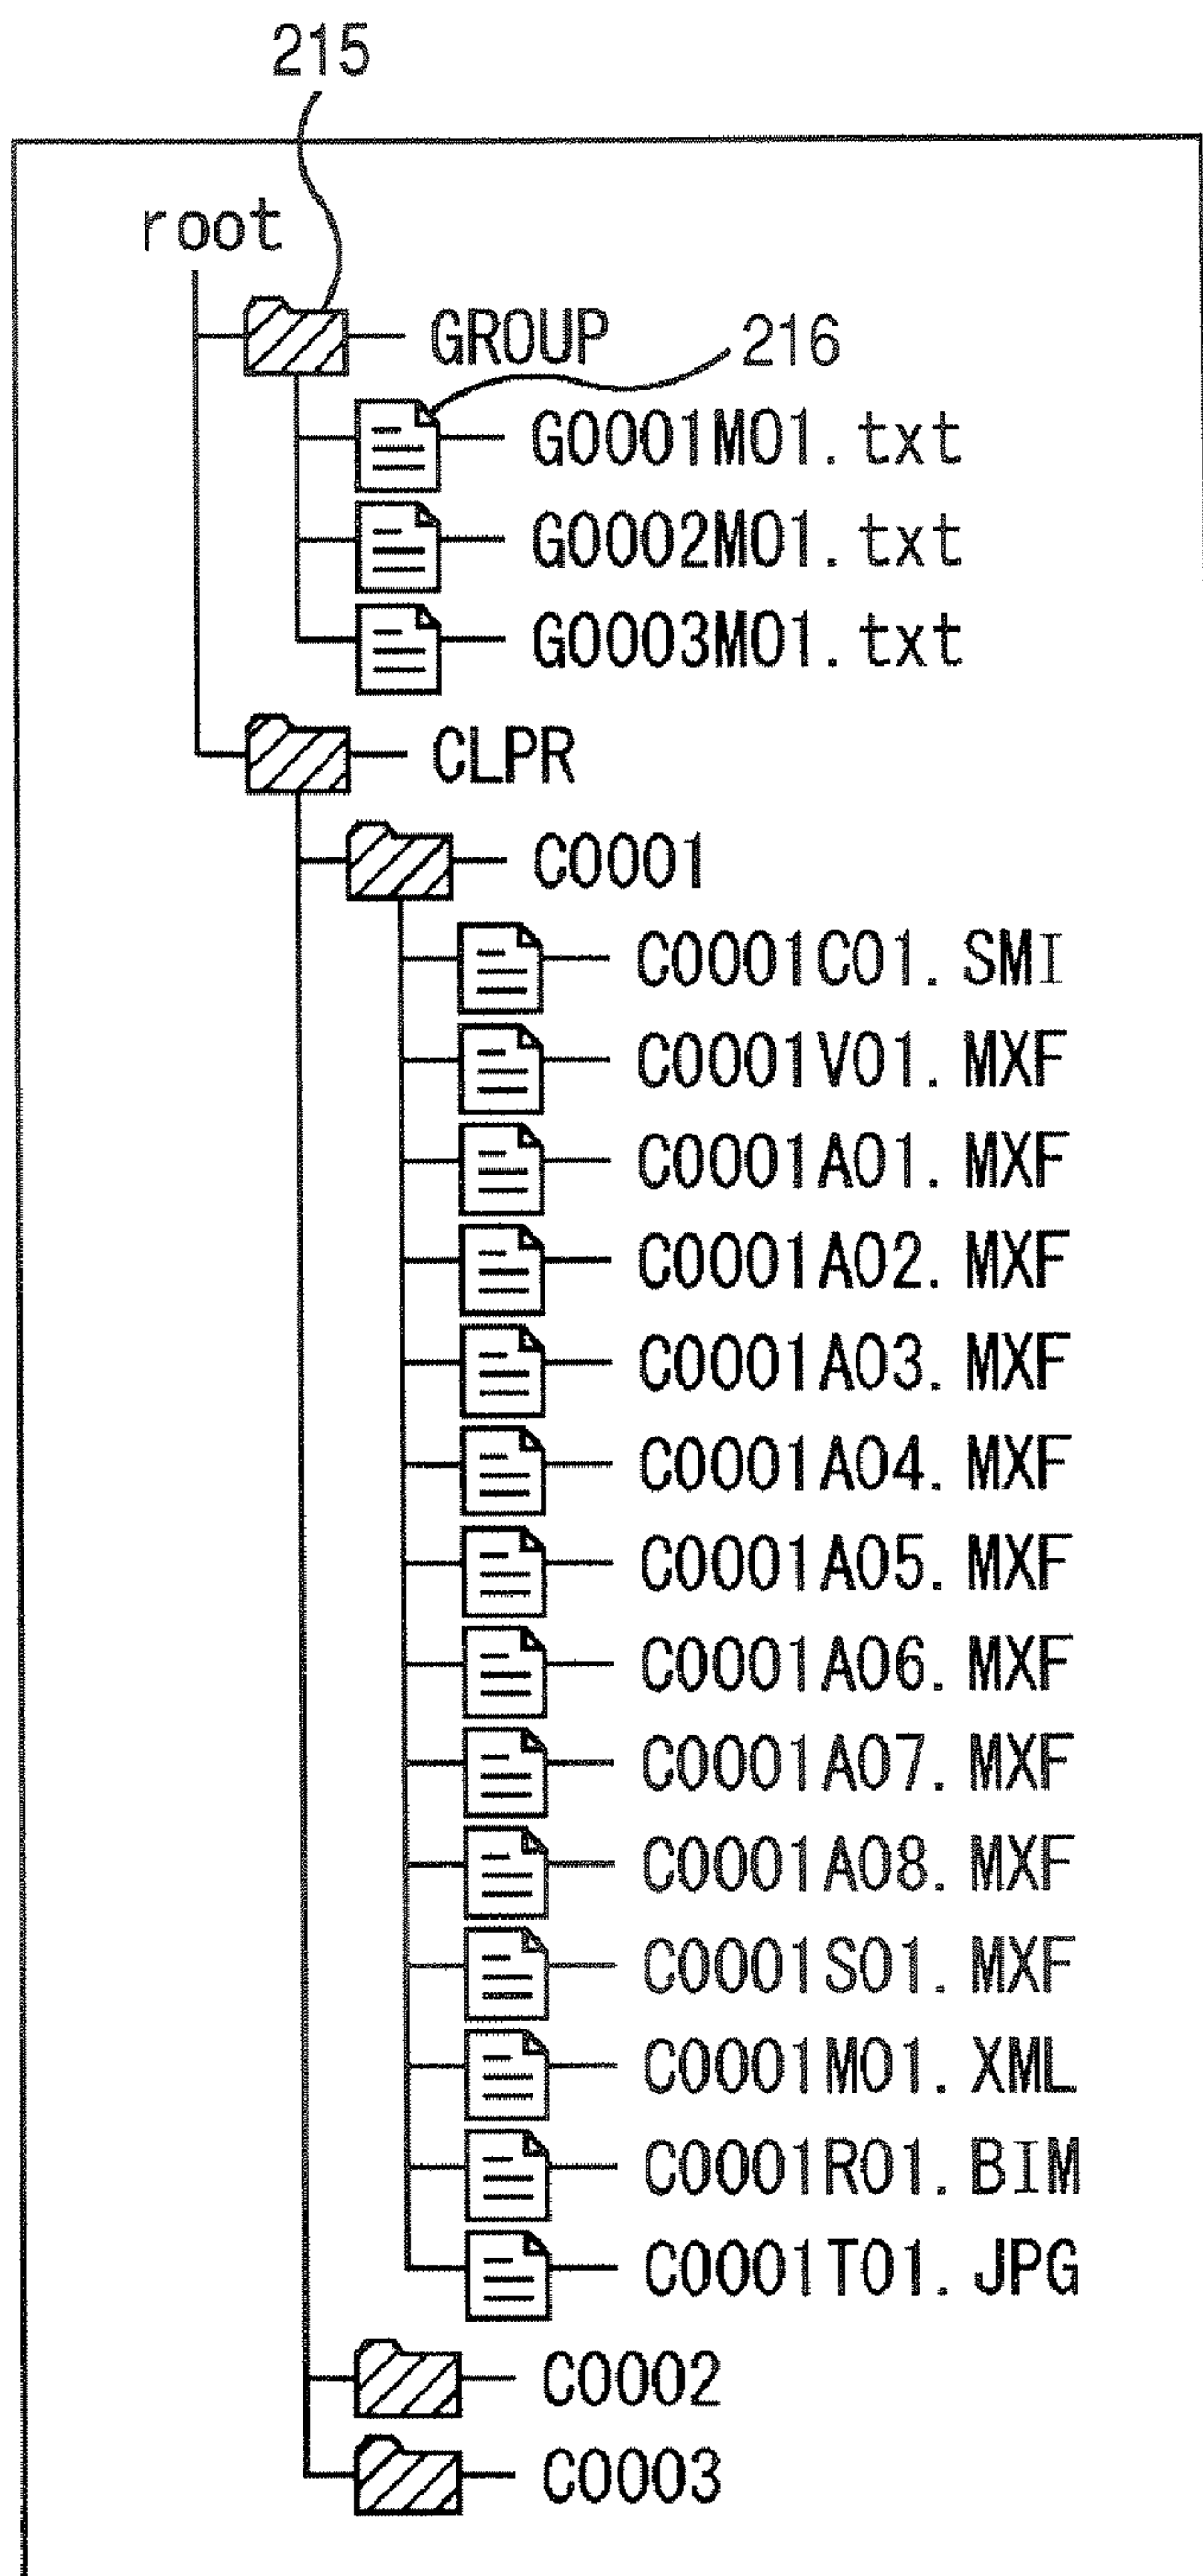 215
root
GROUP
216
G0001M01.txt
G0002M01.txt
G0003M01.txt
CLPR
C0001
C0001C01.SMI
C0001V01.MXF
C0001A01.MXF
C0001A02.MXF
C0001A03.MXF
C0001A04.MXF
C0001A05.MXF
C0001A06.MXF
C0001A07.MXF
C0001A08.MXF
C0001S01.MXF
C0001M01.XML
C0001R01.BIM
C0001T01.JPG
C0002
C0003